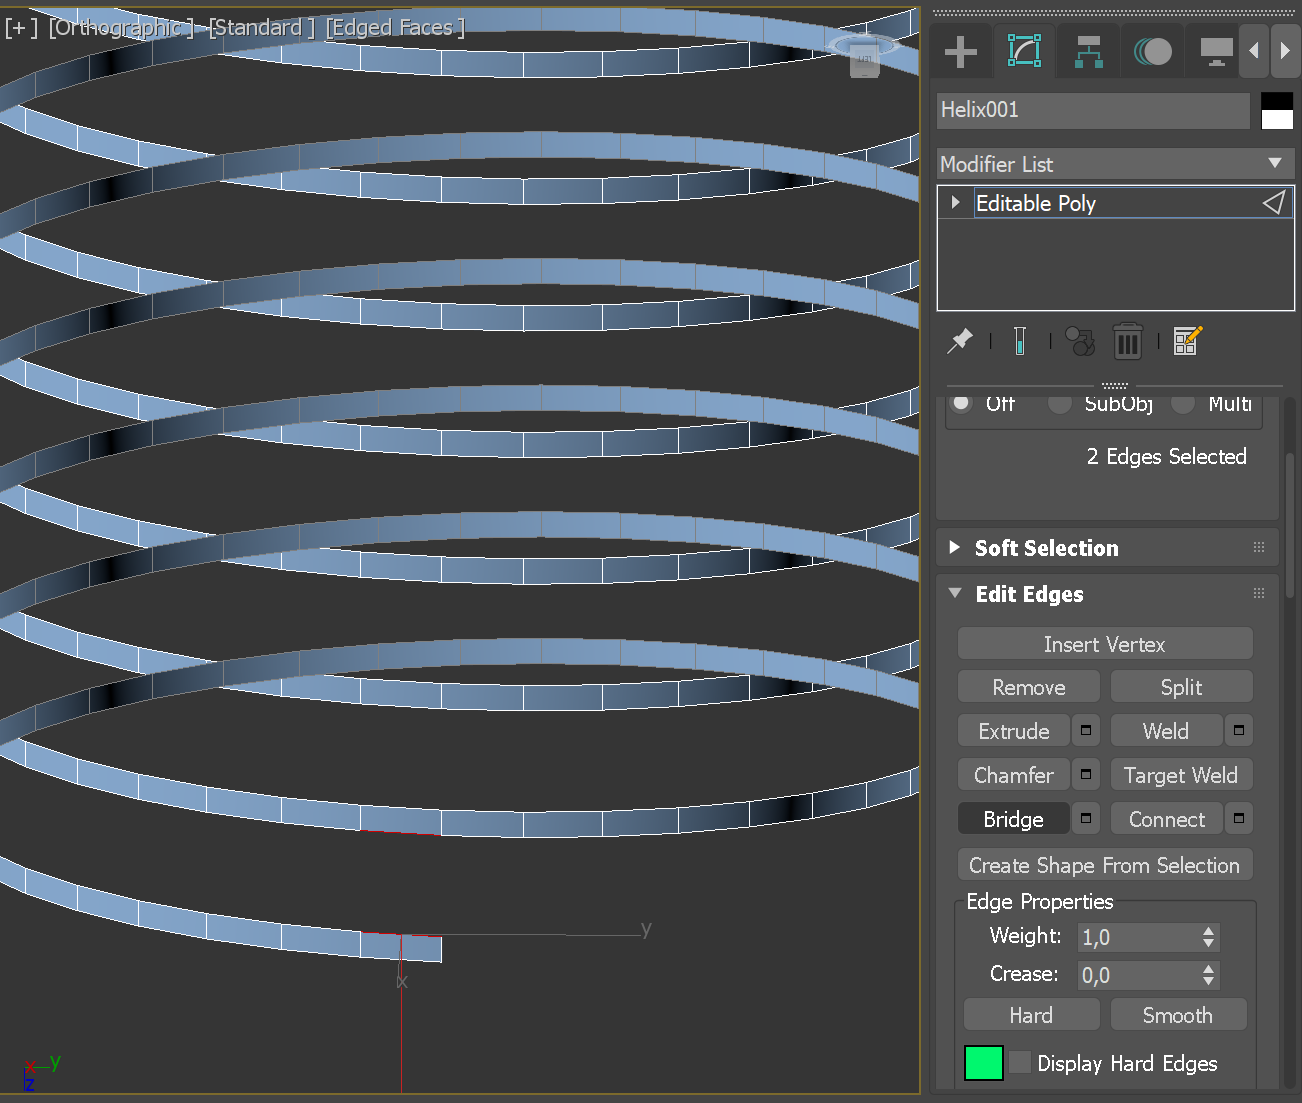 [+] [Orthographic ] [Standard ] [Edged Faces ]
LEFT
Helix001
Modifier List
Editable Poly
Off SubObj Multi
2 Edges Selected
Soft Selection
Edit Edges
Insert Vertex
Remove Split
Extrude Weld
Chamfer Target Weld
Bridge Connect
Create Shape From Selection
Edge Properties
Weight: 1,0
Crease: 0,0
Hard Smooth
Display Hard Edges
y
x
x y
z